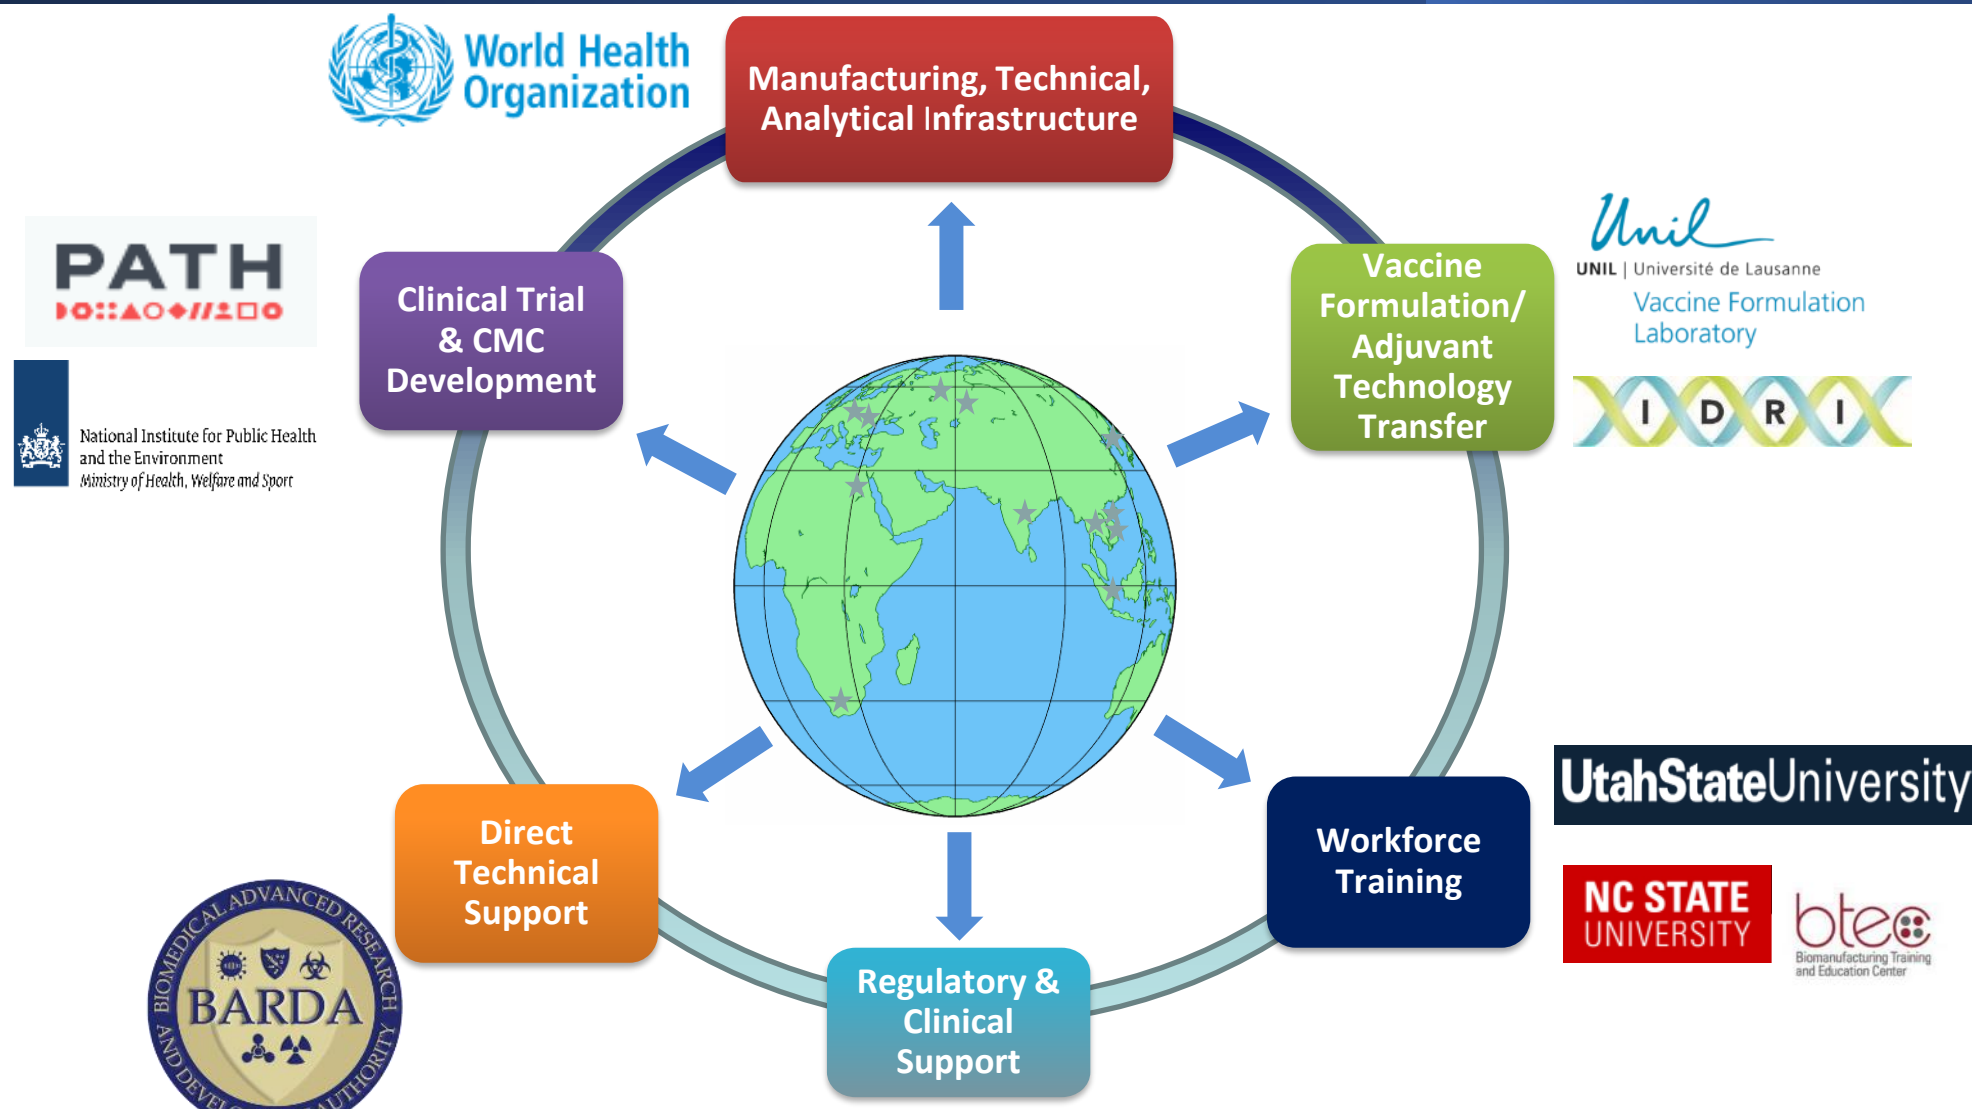 World Health
Organization
Manufacturing, Technical,
Analytical Infrastructure
PATH
Clinical Trial
& CMC
Development
Vaccine
Formulation/
Adjuvant
Technology
Transfer
Unil
UNIL | Université de Lausanne
Vaccine Formulation
Laboratory
IDRI
National Institute for Public Health
and the Environment
Ministry of Health, Welfare and Sport
Direct
Technical
Support
Workforce
Training
UtahStateUniversity
NC STATE
UNIVERSITY
btec
Biomanufacturing Training
and Education Center
Regulatory &
Clinical
Support
BIOMEDICAL ADVANCED RESEARCH
BARDA
AND AUTHORITY